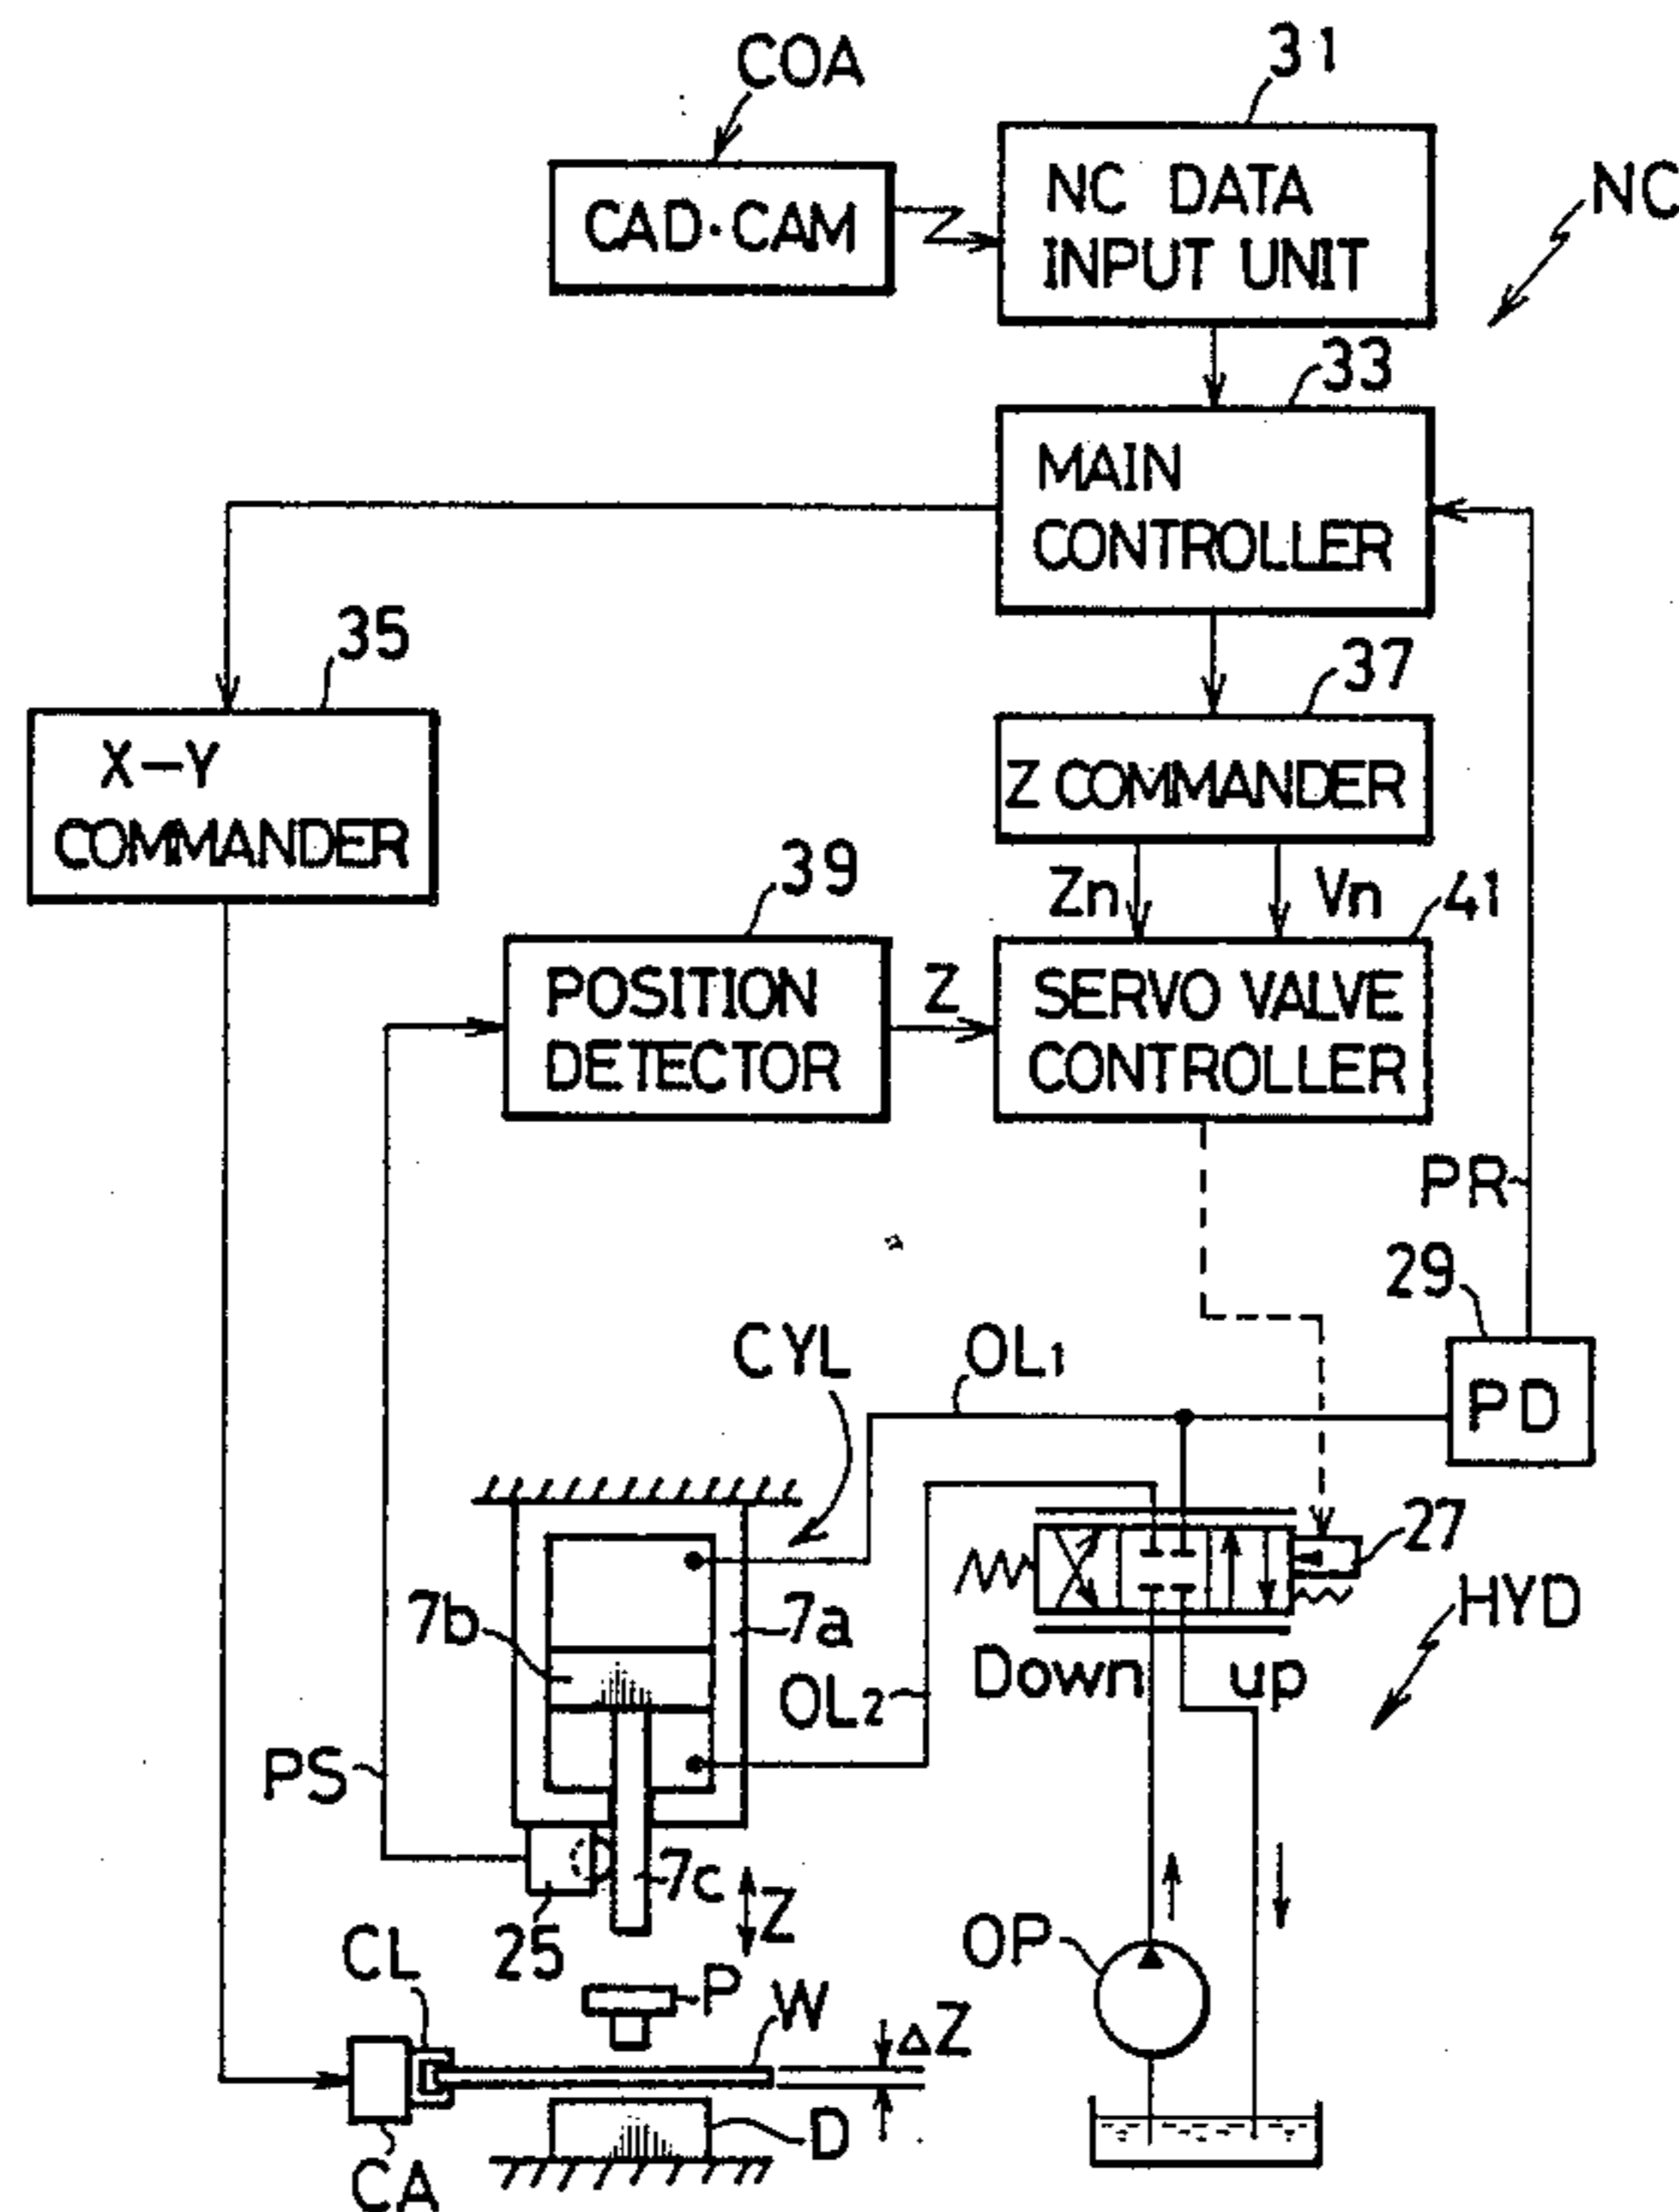 COA
31
CAD·CAM
NC DATA
INPUT UNIT
NC
33
MAIN
CONTROLLER
35
37
X-Y
COMMANDER
Z COMMANDER
39
Zn
Vn
41
POSITION
DETECTOR
Z
SERVO VALVE
CONTROLLER
PR
29
PD
CYL
OL1
27
7b
7a
HYD
Down
up
OL2
PS
7c
Z
25
OP
CL
P
W
ΔZ
D
CA